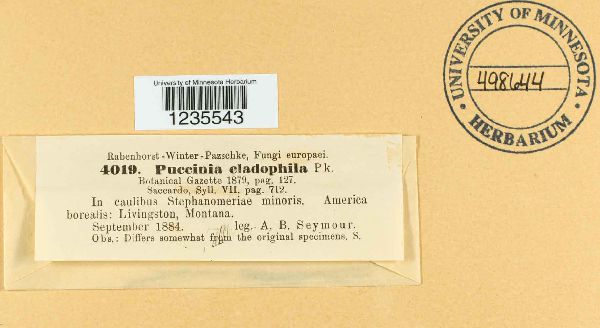 UNIVERSITY OF MINNESOTA
498644
HERBARIUM
University of Minnesota Herbarium
1235543
Rabenhorst-Winter-Pazschke, Fungi europaei.
4019. Puccinia cladophila Pk.
Botanical Gazette 1879, pag. 127.
Saccardo, Syll. VII, pag. 712.
In caulibus Stephanomeriae minoris. America
borealis: Livingston, Montana.
September 1884. leg. A. B. Seymour.
Obs.: Differs somewhat from the original specimens, S.